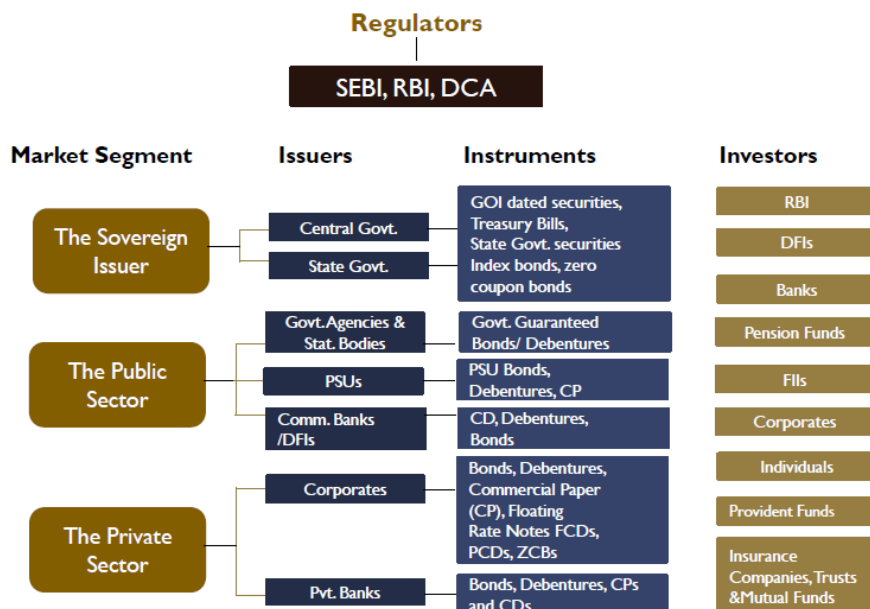 Regulators
SEBI, RBI, DCA
Market Segment
Issuers
Instruments
Investors
The Sovereign
Issuer
Central Govt.
State Govt.
GOI dated securities,
Treasury Bills,
State Govt. securities
Index bonds, zero
coupon bonds
The Public
Sector
Govt. Agencies &
Stat. Bodies
Govt. Guaranteed
Bonds/ Debentures
PSUs
PSU Bonds,
Debentures, CP
Comm. Banks
/DFIs
CD, Debentures,
Bonds
The Private
Sector
Corporates
Bonds, Debentures,
Commercial Paper
(CP), Floating
Rate Notes FCDs,
PCDs, ZCBs
Pvt. Banks
Bonds, Debentures, CPs
and CDs
RBI
DFIs
Banks
Pension Funds
FIIs
Corporates
Individuals
Provident Funds
Insurance
Companies, Trusts
&Mutual Funds